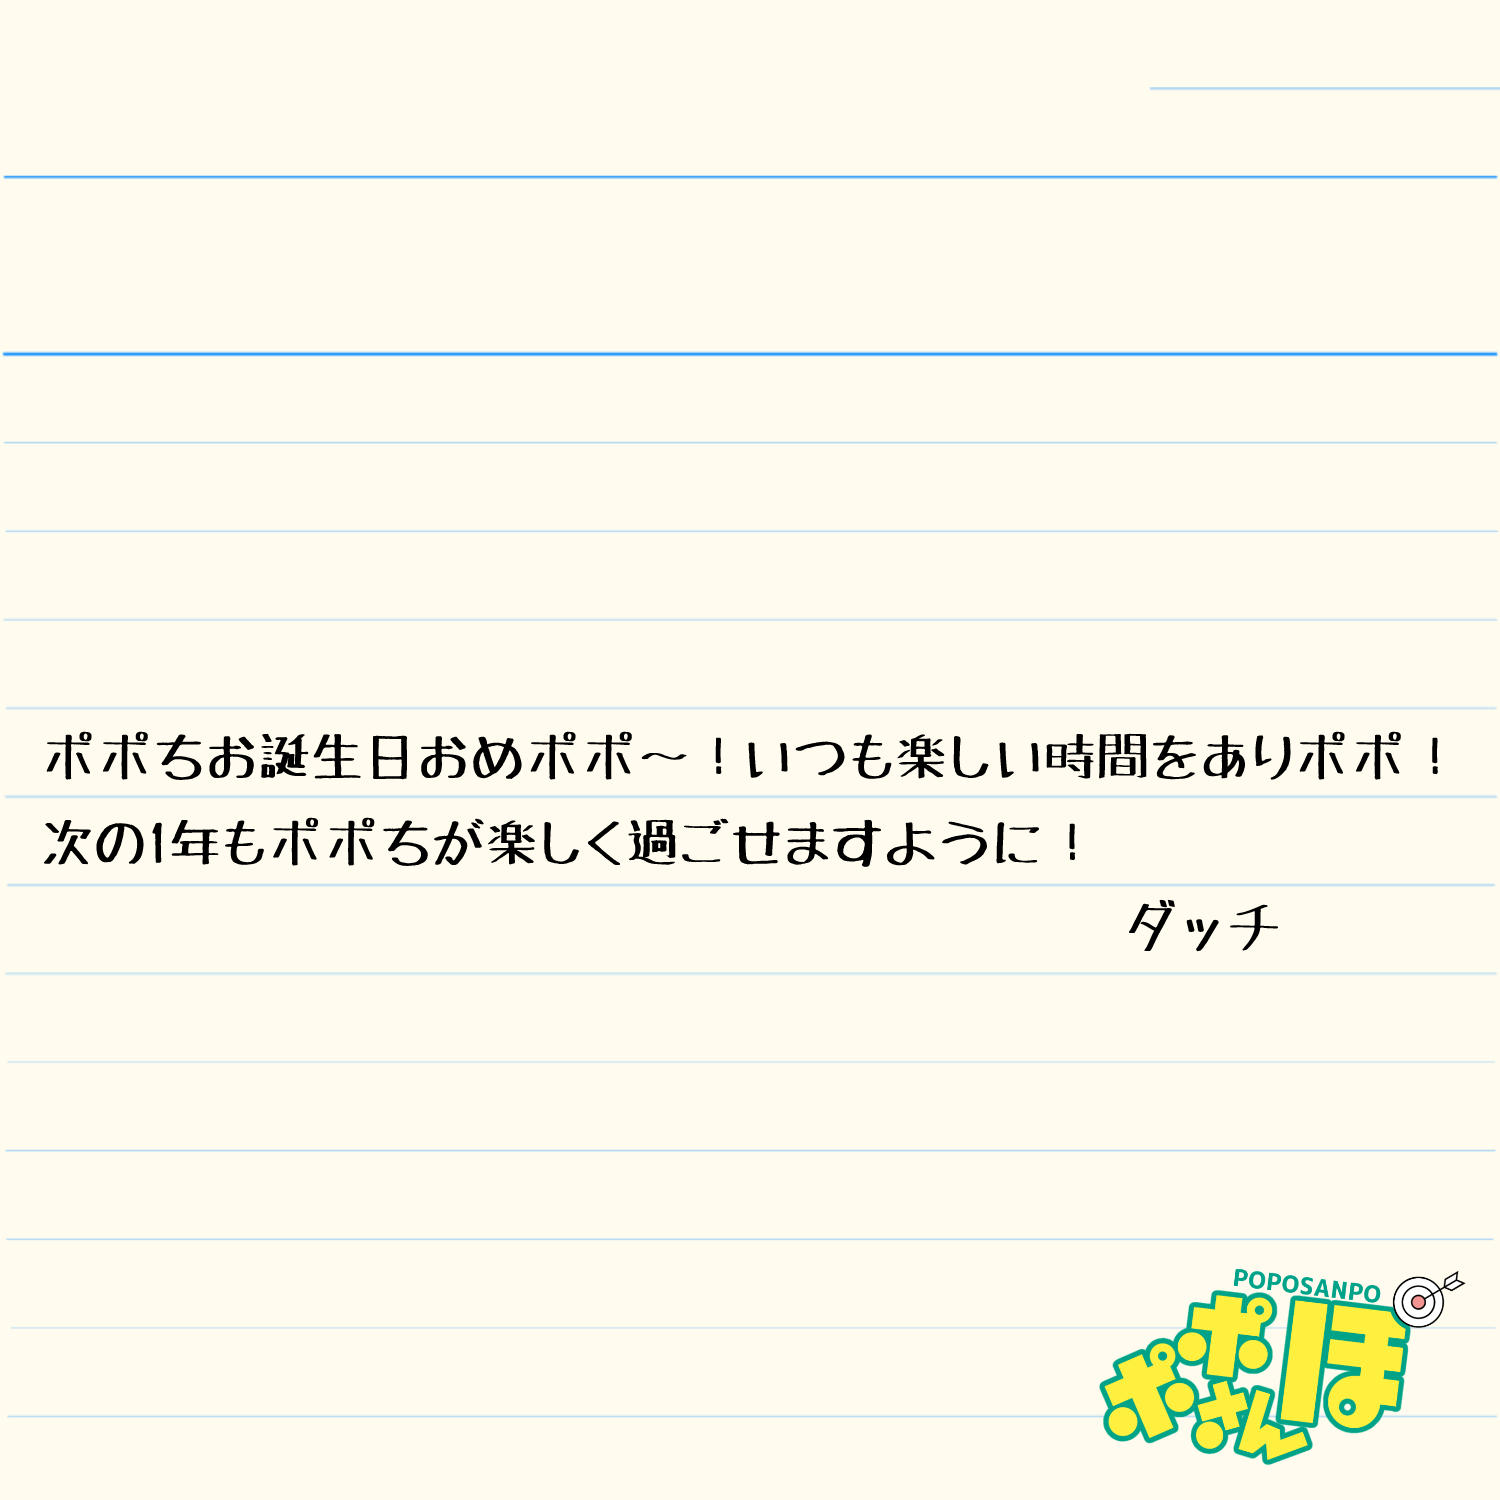 ポポちお誕生日おめポポ〜！いつも楽しい時間をありポポ！
次の1年もポポちが楽しく過ごせますように！
ダッチ
POPOSANPO
ポポさんぽ